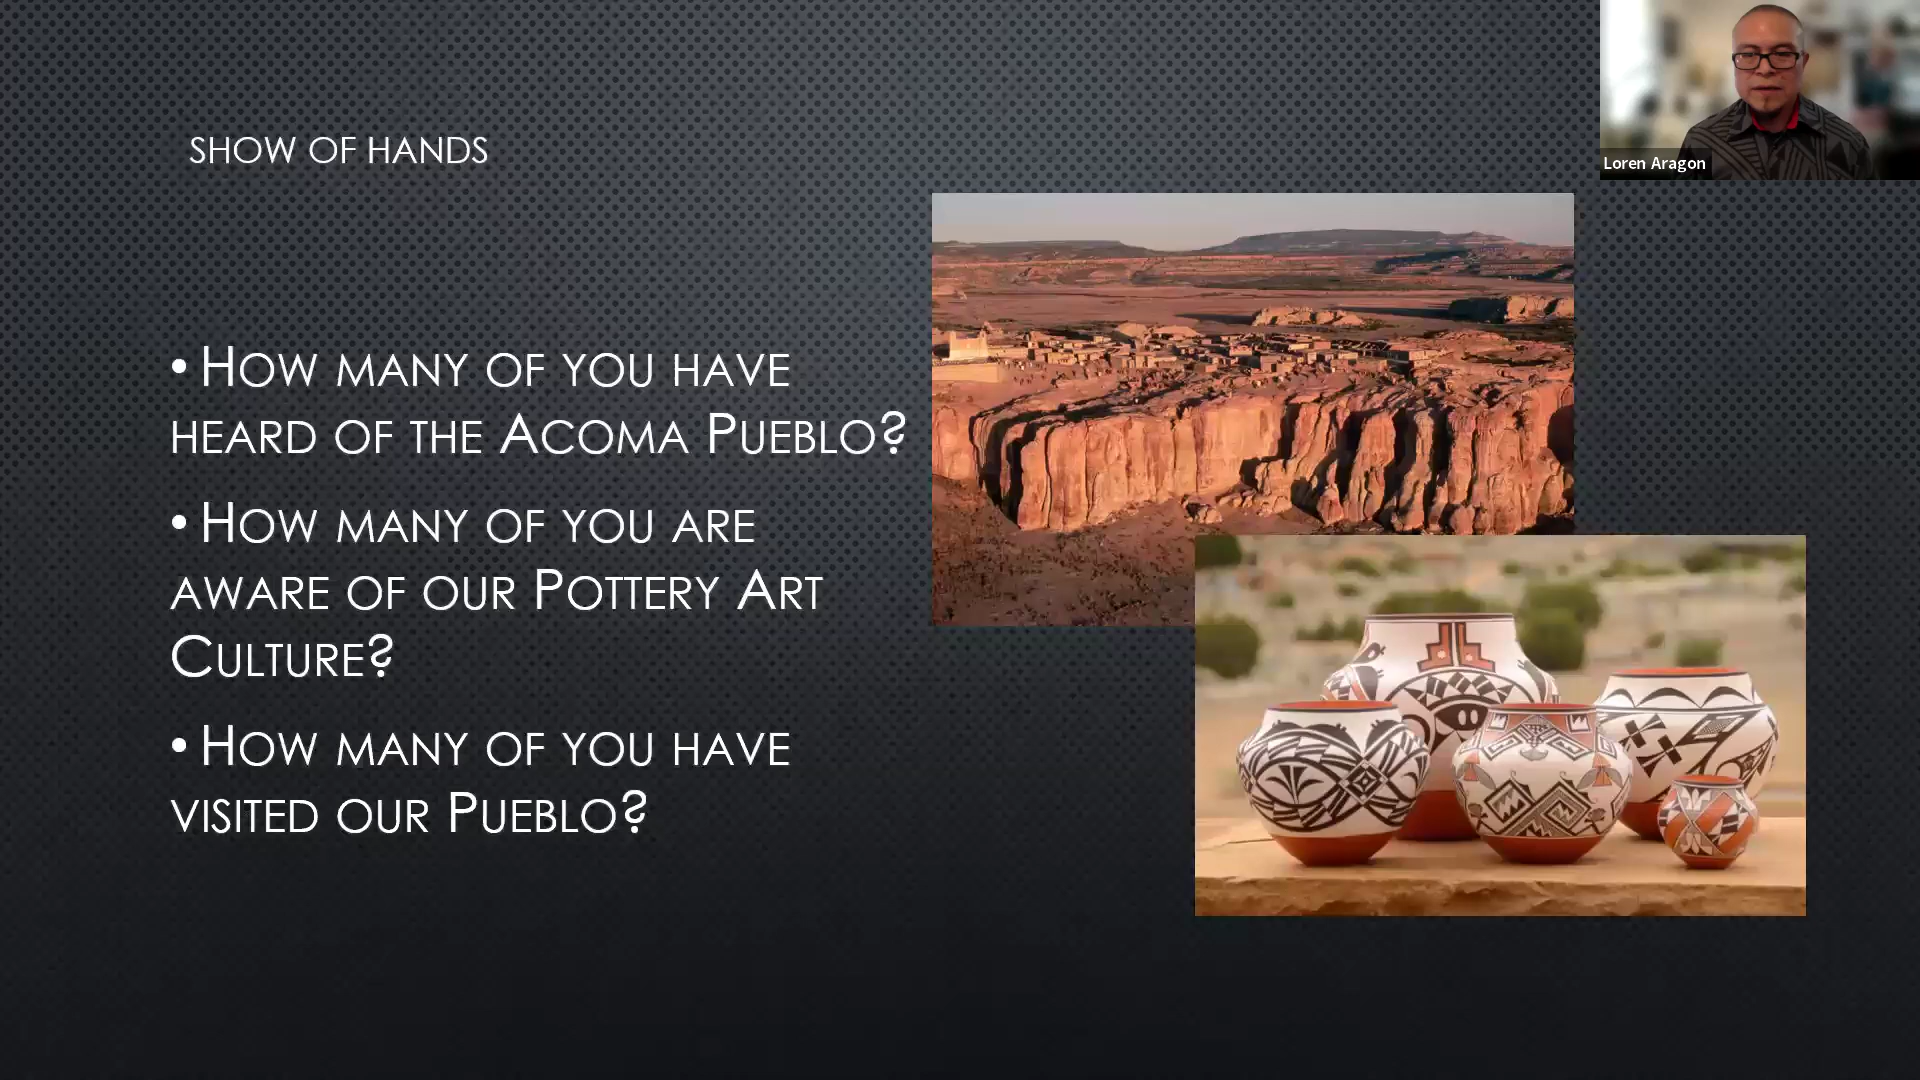 SHOW OF HANDS
• HOW MANY OF YOU HAVE
HEARD OF THE ACOMA PUEBLO?
• HOW MANY OF YOU ARE
AWARE OF OUR POTTERY ART
CULTURE?
• HOW MANY OF YOU HAVE
VISITED OUR PUEBLO?
Loren Aragon